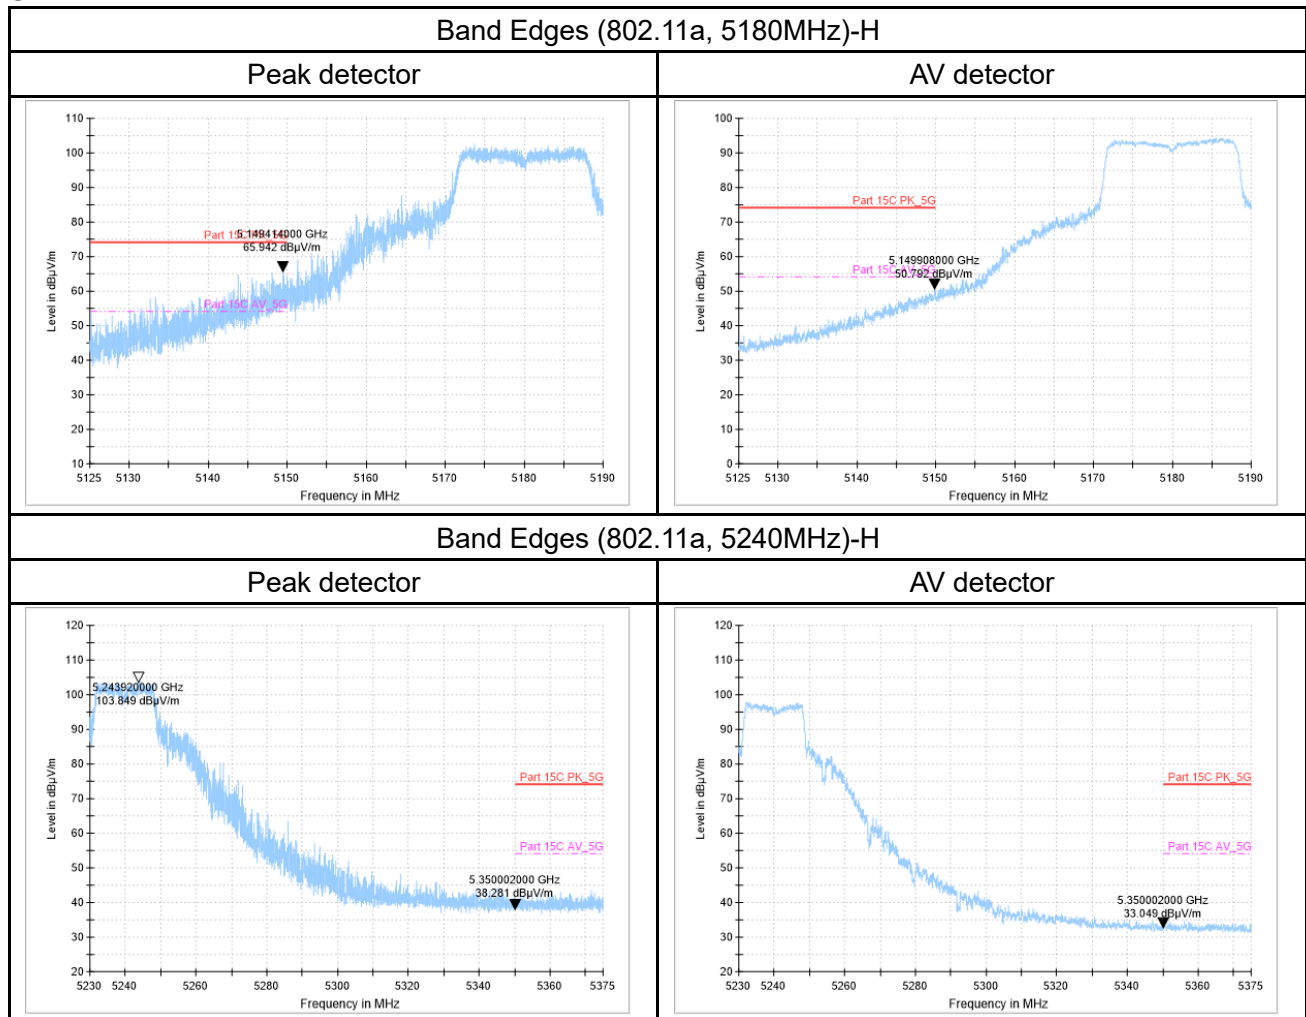 Band Edges (802.11a, 5180MHz)-H
Peak detector
AV detector
110
100
90
80
70
60
50
40
30
20
10
Level in dBµV/m
Part 15C PK_5G
5.149414000 GHz
65.942 dBµV/m
Part 15C AV_5G
5125 5130 5140 5150 5160 5170 5180 5190
Frequency in MHz
100
90
80
70
60
50
40
30
20
10
0
Level in dBµV/m
Part 15C PK_5G
5.149908000 GHz
Part 15C AV_5G
50.792 dBµV/m
5125 5130 5140 5150 5160 5170 5180 5190
Frequency in MHz
Band Edges (802.11a, 5240MHz)-H
Peak detector
AV detector
120
110
100
90
80
70
60
50
40
30
20
Level in dBµV/m
5.243920000 GHz
103.849 dBµV/m
Part 15C PK_5G
Part 15C AV_5G
5.350002000 GHz
38.281 dBµV/m
5230 5240 5260 5280 5300 5320 5340 5360 5375
Frequency in MHz
120
110
100
90
80
70
60
50
40
30
20
Level in dBµV/m
Part 15C PK_5G
Part 15C AV_5G
5.350002000 GHz
33.049 dBµV/m
5230 5240 5260 5280 5300 5320 5340 5360 5375
Frequency in MHz